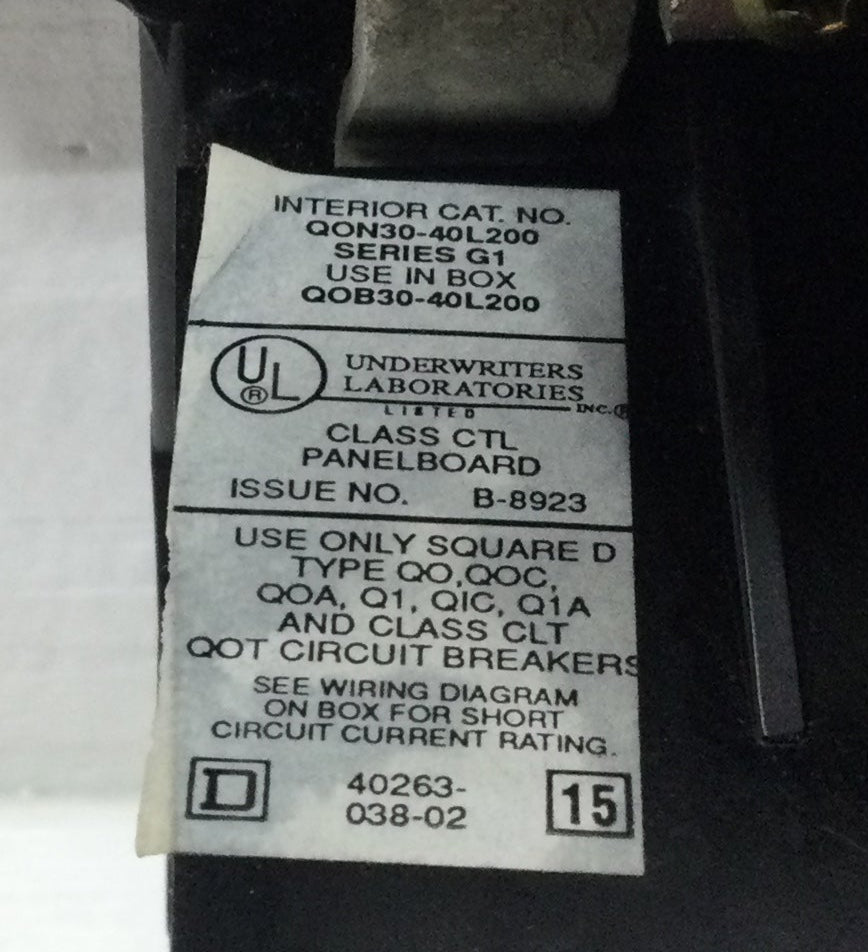 INTERIOR CAT. NO.
QON30-40L200
SERIES G1
USE IN BOX
QOB30-40L200
UL ®
UNDERWRITERS
LABORATORIES
INC.®
LISTED
CLASS CTL
PANELBOARD
ISSUE NO. B-8923
USE ONLY SQUARE D
TYPE QO,QOC,
QOA, Q1, QIC, Q1A
AND CLASS CLT
QOT CIRCUIT BREAKERS
SEE WIRING DIAGRAM
ON BOX FOR SHORT
CIRCUIT CURRENT RATING.
D
40263-
038-02
15